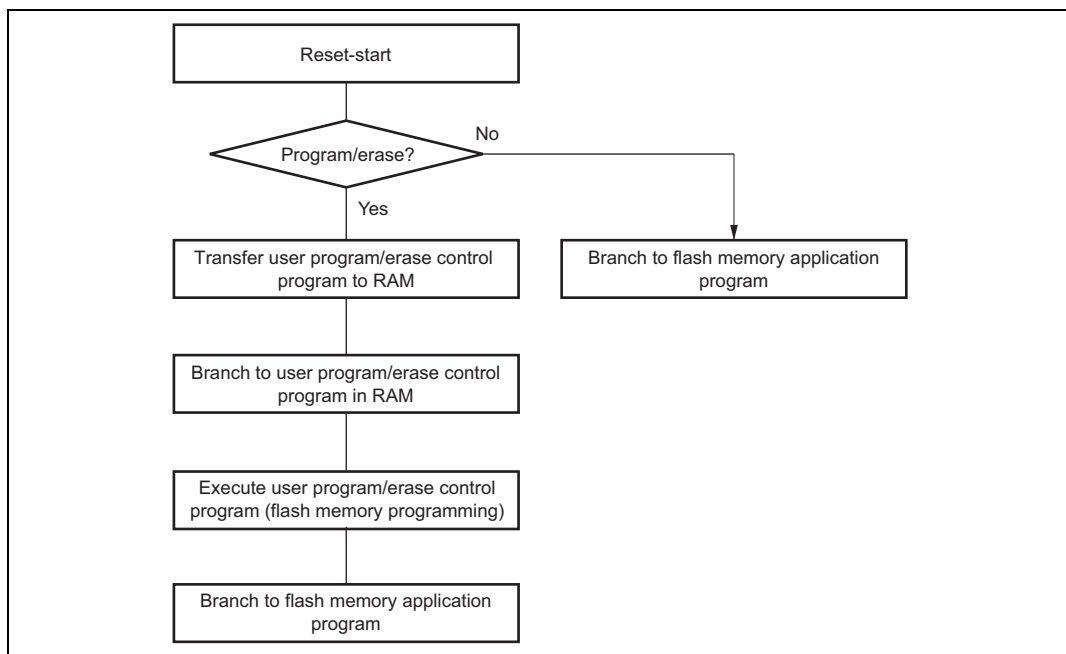 Reset-start
No
Program/erase?
Yes
Transfer user program/erase control
program to RAM
Branch to flash memory application
program
Branch to user program/erase control
program in RAM
Execute user program/erase control
program (flash memory programming)
Branch to flash memory application
program